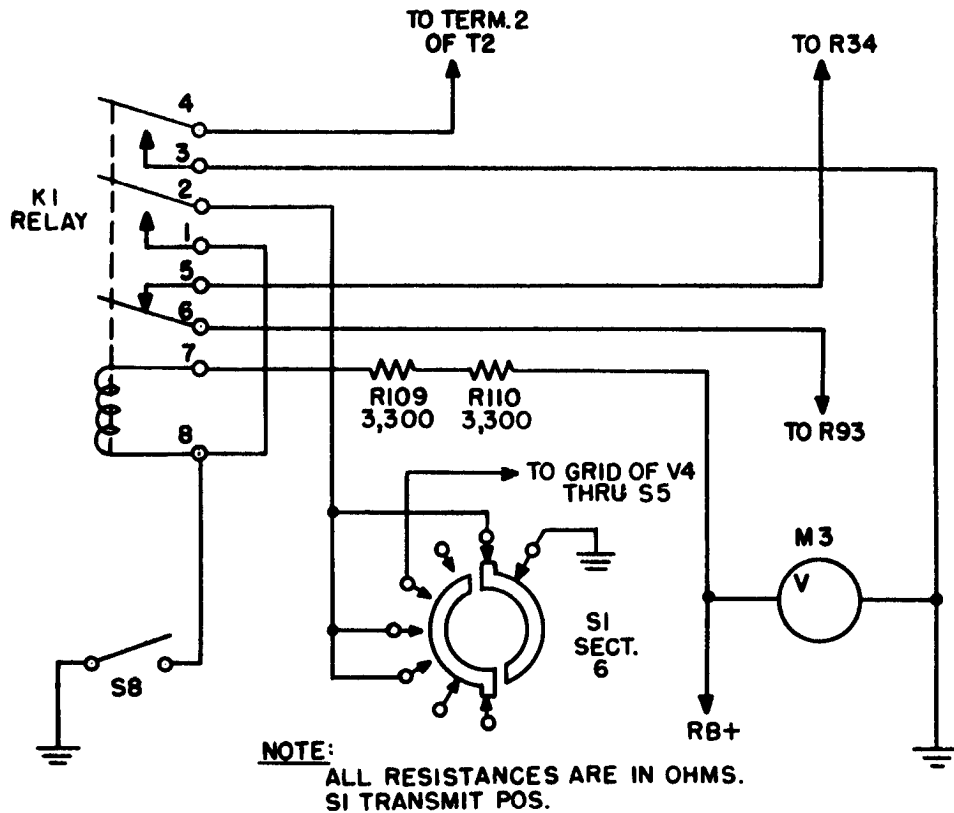 TO TERM. 2
OF T2
TO R34
4
3
K1
RELAY
2
1
5
6
7
R109
3,300
R110
3,300
TO R93
8
TO GRID OF V4
THRU S5
M3
V
S1
SECT.
6
S8
RB+
NOTE:
ALL RESISTANCES ARE IN OHMS.
S1 TRANSMIT POS.